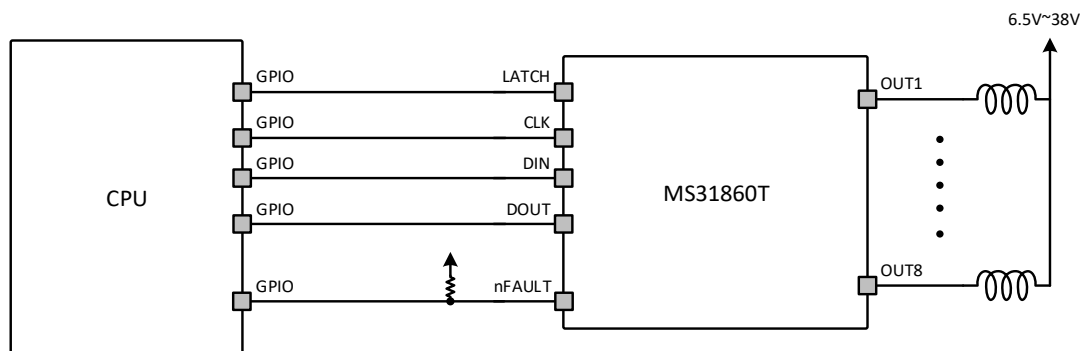 6.5V~38V
GPIO LATCH OUT1
GPIO CLK
GPIO DIN
CPU MS31860T
GPIO DOUT
OUT8
GPIO nFAULT